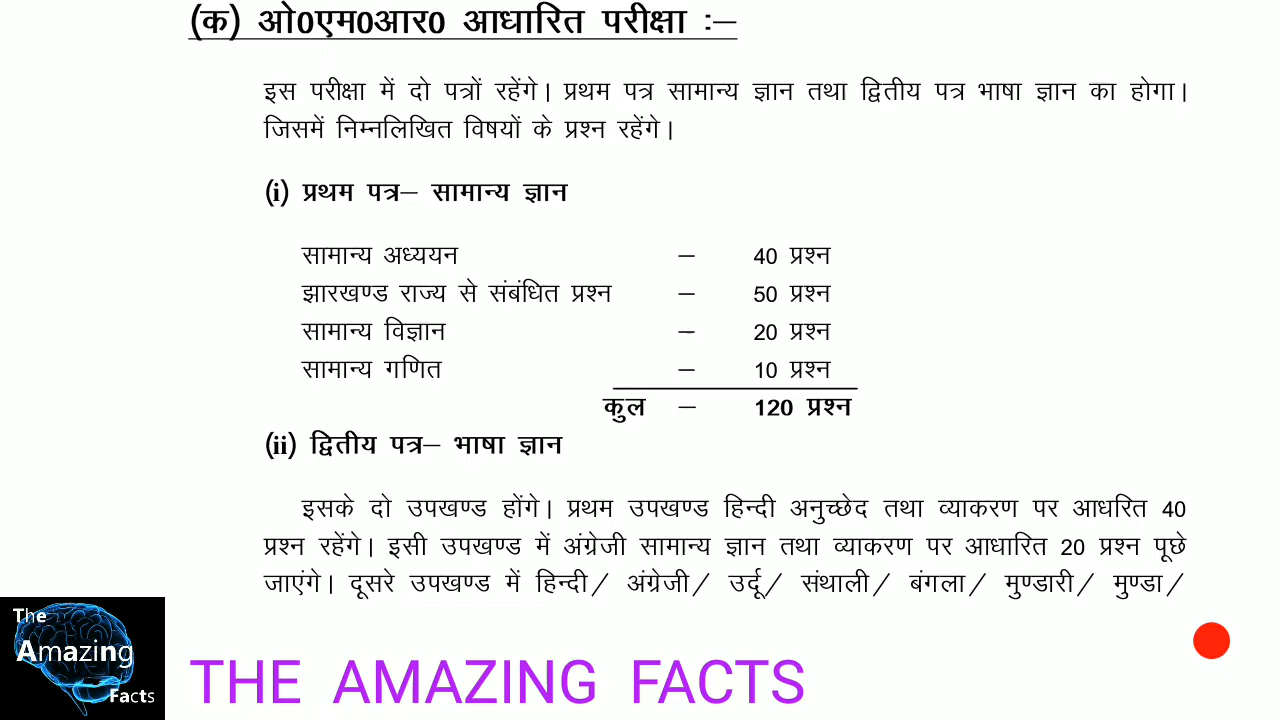 (क) ओ0एम0आर0 आधारित परीक्षा :–
इस परीक्षा में दो पत्रों रहेंगे। प्रथम पत्र सामान्य ज्ञान तथा द्वितीय पत्र भाषा ज्ञान का होगा।
जिसमें निम्नलिखित विषयों के प्रश्न रहेंगे।
(i) प्रथम पत्र– सामान्य ज्ञान
सामान्य अध्ययन – 40 प्रश्न
झारखण्ड राज्य से संबंधित प्रश्न – 50 प्रश्न
सामान्य विज्ञान – 20 प्रश्न
सामान्य गणित – 10 प्रश्न
कुल – 120 प्रश्न
(ii) द्वितीय पत्र– भाषा ज्ञान
इसके दो उपखण्ड होंगे। प्रथम उपखण्ड हिन्दी अनुच्छेद तथा व्याकरण पर आधरित 40
प्रश्न रहेंगे। इसी उपखण्ड में अंग्रेजी सामान्य ज्ञान तथा व्याकरण पर आधारित 20 प्रश्न पूछे
जाएंगे। दूसरे उपखण्ड में हिन्दी/ अंग्रेजी/ उर्दू/ संथाली/ बंगला/ मुण्डारी/ मुण्डा/
The
Amazing
Facts
THE AMAZING FACTS